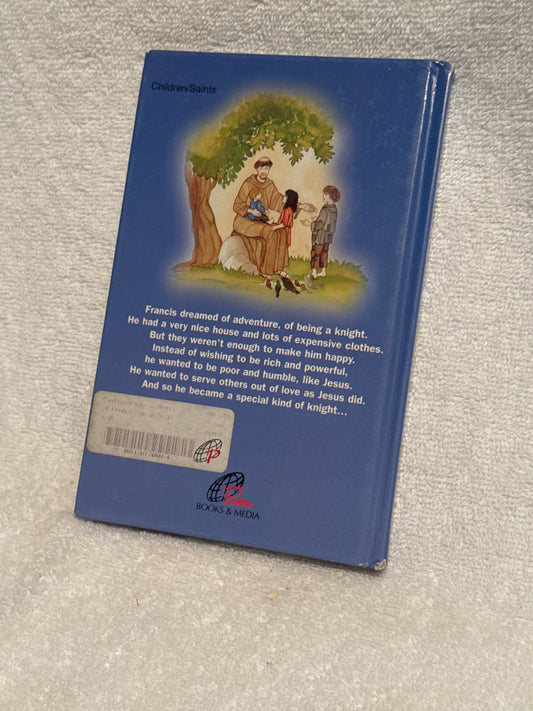 Children/Saints
Francis dreamed of adventure, of being a knight.
He had a very nice house and lots of expensive clothes.
But they weren't enough to make him happy.
Instead of wishing to be rich and powerful,
he wanted to be poor and humble, like Jesus.
He wanted to serve others out of love as Jesus did.
And so he became a special kind of knight...
P
Pauline
BOOKS & MEDIA